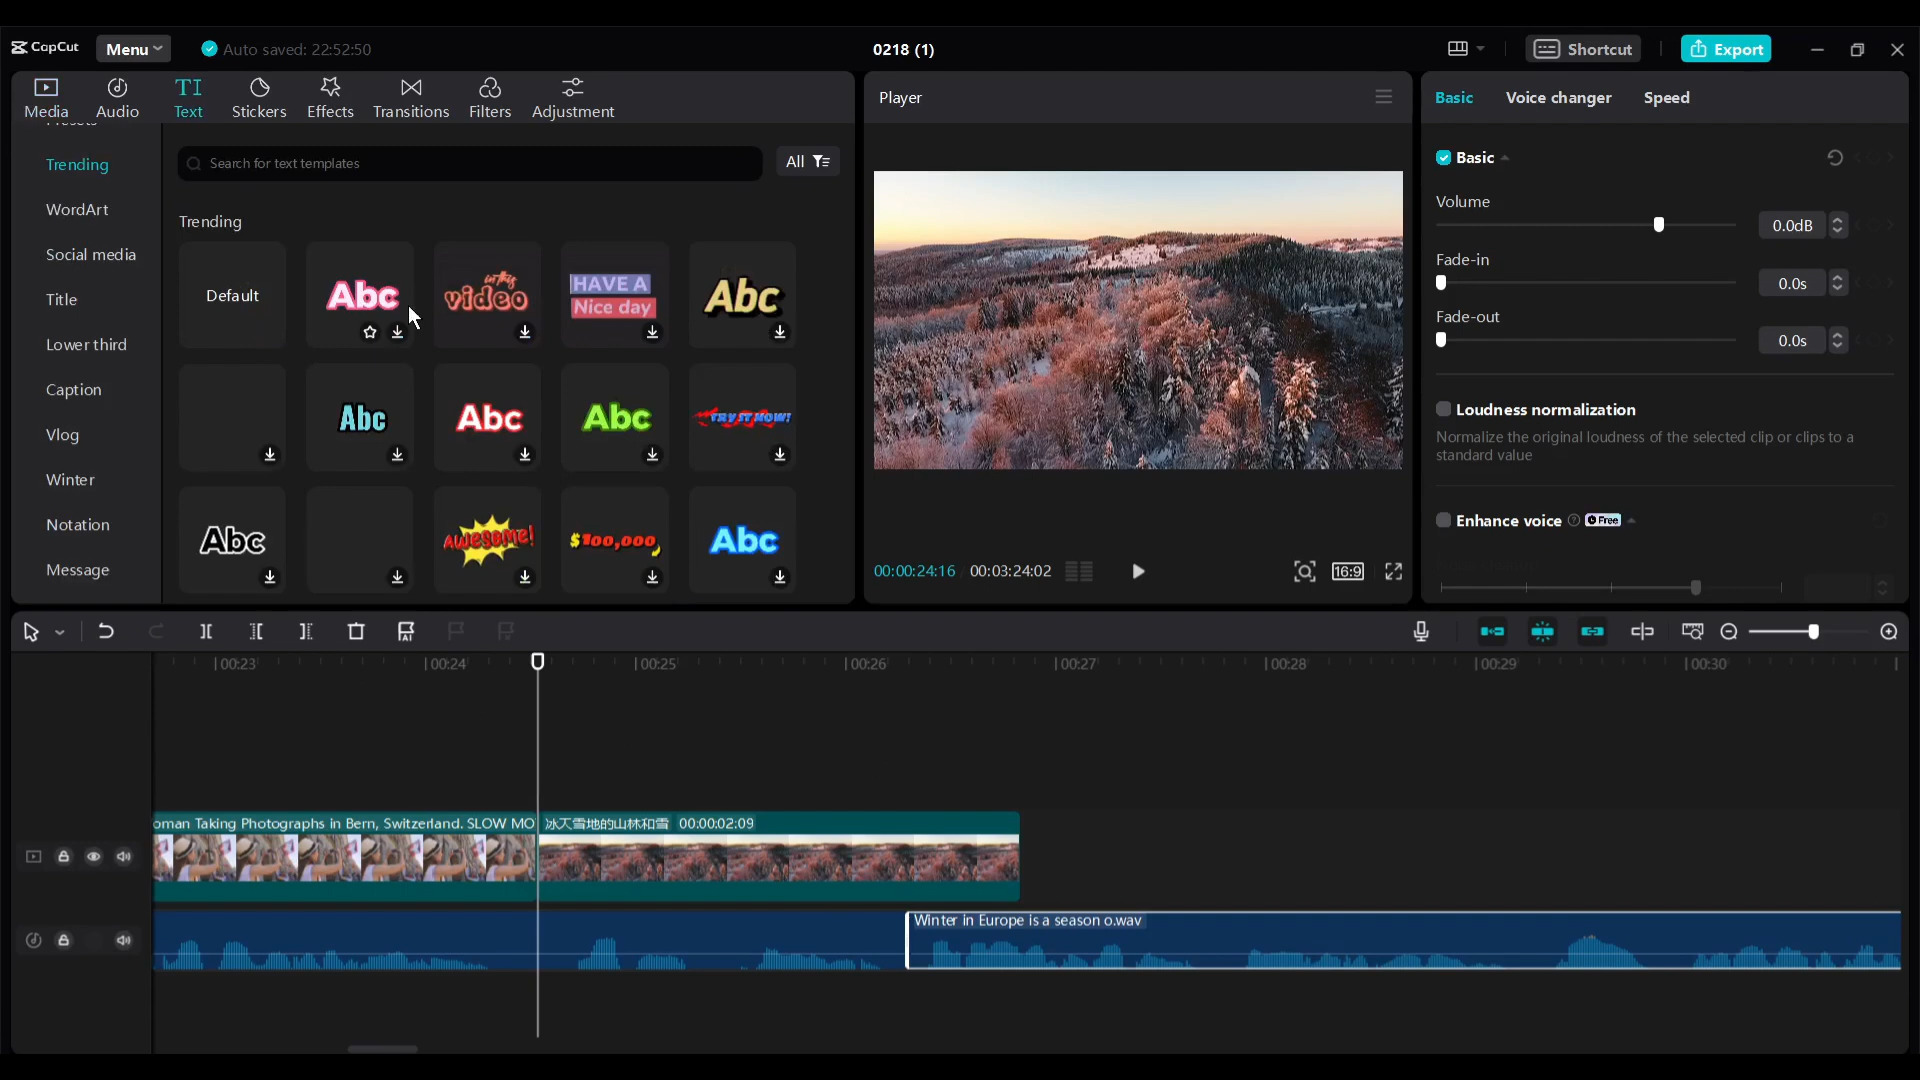 CapCut
Menu
Auto saved: 22:52:50
0218 (1)
Shortcut
Export
Media
Audio
TI
Text
Stickers
Effects
Transitions
Filters
Adjustment
Presets
Trending
WordArt
Social media
Title
Lower third
Caption
Vlog
Winter
Notation
Message
Search for text templates
All
Trending
Default
Abc
in this
video
HAVE A
Nice day
Abc
Abc
Abc
Abc
TRY IT NOW!
Abc
AWESOME!
$100,000
Abc
Player
00:00:24:16
00:03:24:02
16:9
Basic
Voice changer
Speed
Basic
Volume
0.0dB
Fade-in
0.0s
Fade-out
0.0s
Loudness normalization
Normalize the original loudness of the selected clip or clips to a
standard value
Enhance voice
Free
00:23
00:24
00:25
00:26
00:27
00:28
00:29
00:30
oman Taking Photographs in Bern, Switzerland. SLOW MO
冰天雪地的山林和雪 00:00:02:09
Winter in Europe is a season o.wav